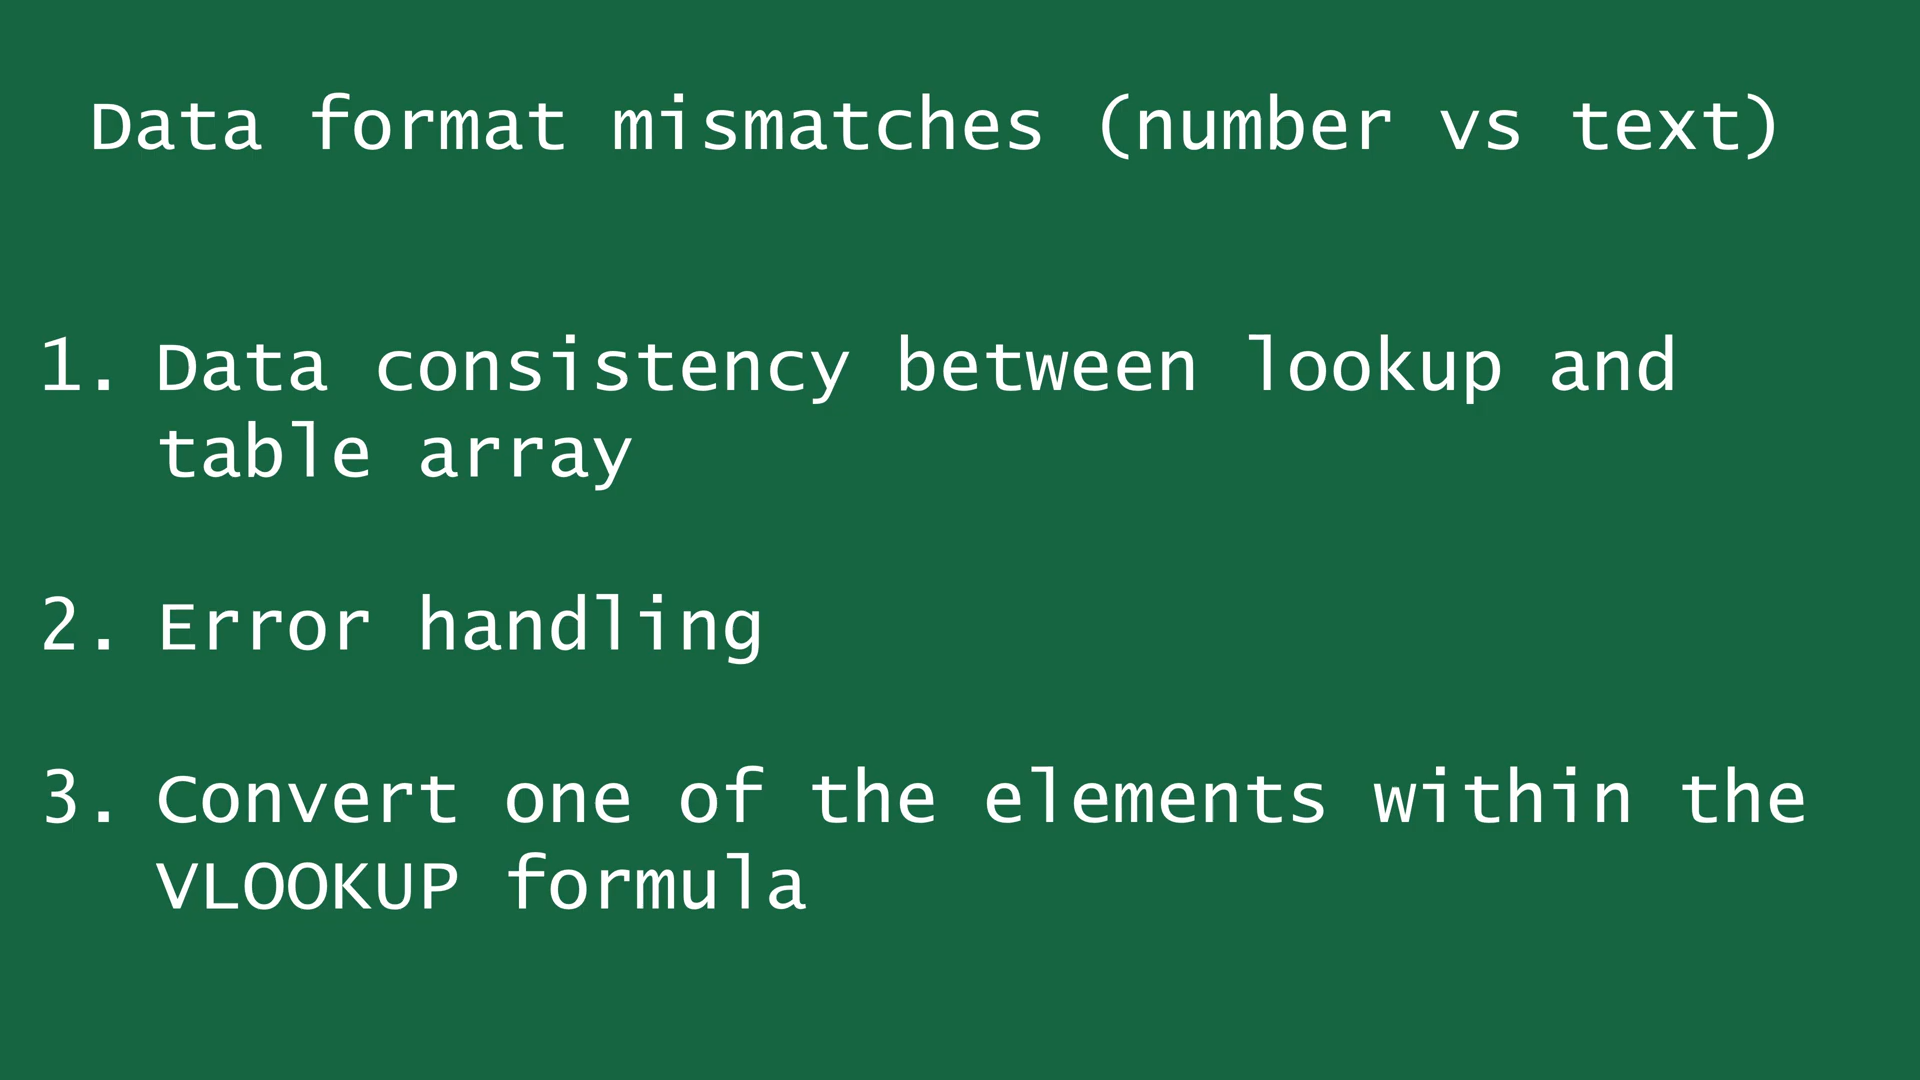 Data format mismatches (number vs text)
1. Data consistency between lookup and
table array
2. Error handling
3. Convert one of the elements within the
VLOOKUP formula